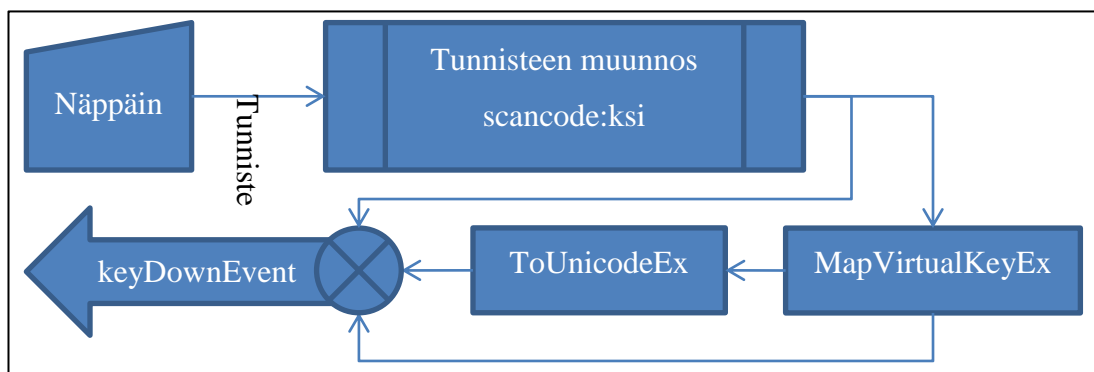 Näppäin
Tunniste
Tunnisteen muunnos
scancode:ksi
keyDownEvent
ToUnicodeEx
MapVirtualKeyEx